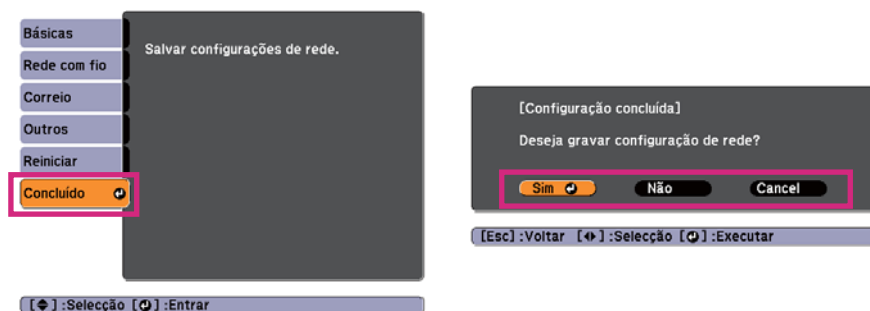 Básicas
Salvar configurações de rede.
Rede com fio
Correio
Outros
Reiniciar
Concluído
[ ] :Selecção [ ] :Entrar
[Configuração concluída]
Deseja gravar configuração de rede?
Sim Não Cancel
[Esc] :Voltar [ ] :Selecção [ ] :Executar